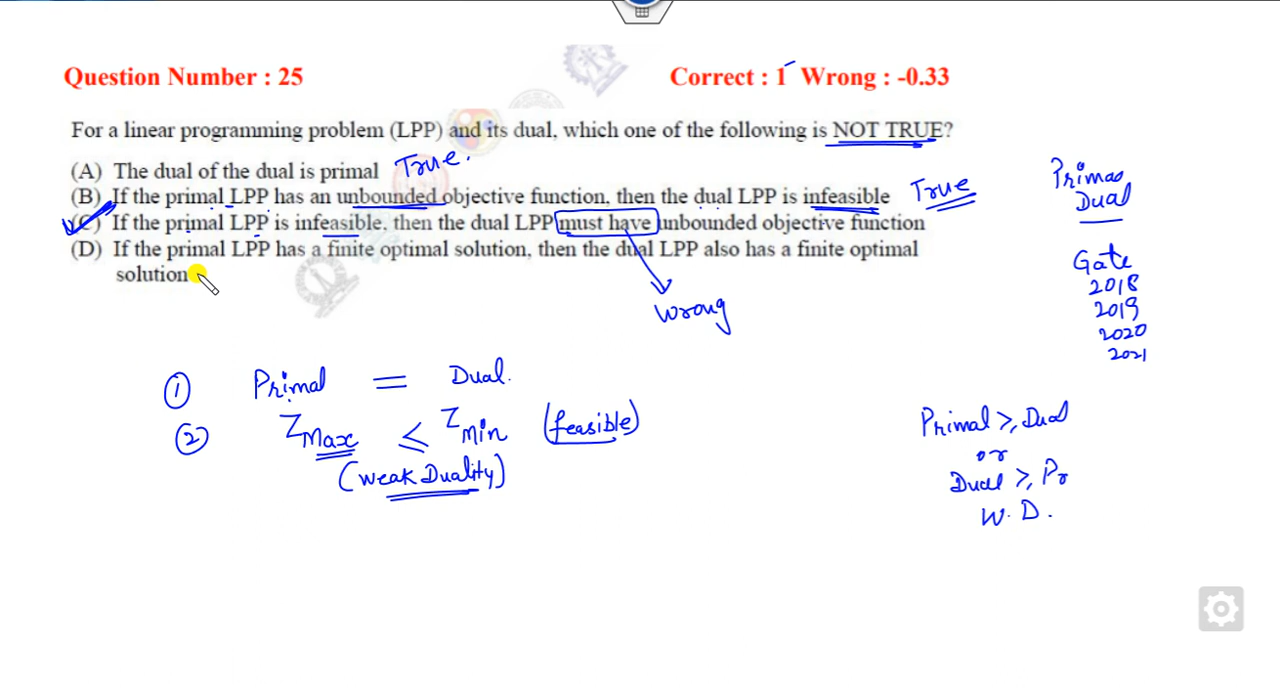 Question Number : 25
Correct : 1 Wrong : -0.33
For a linear programming problem (LPP) and its dual, which one of the following is NOT TRUE?
(A) The dual of the dual is primal True.
(B) If the primal LPP has an unbounded objective function, then the dual LPP is infeasible True
(C) If the primal LPP is infeasible, then the dual LPP must have unbounded objective function
(D) If the primal LPP has a finite optimal solution, then the dual LPP also has a finite optimal
solution
wrong
Dual
Gate
2018
2019
2020
2021
① Primal = Dual.
② ZMax ≤ ZMin (feasible)
(Weak Duality)
Primal ≥, Dual
or
Dual ≥, Pr
W. D.